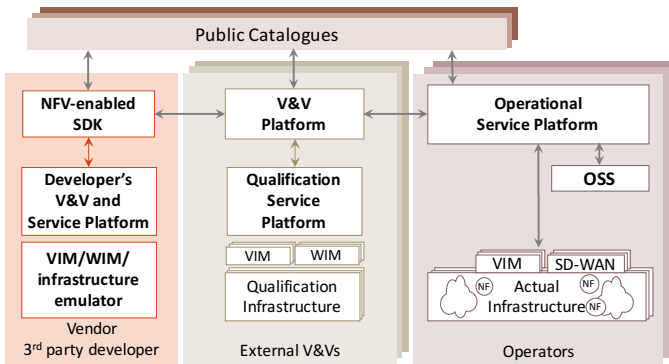 Public Catalogues
NFV-enabled
SDK
Developer's
V&V and
Service Platform
VIM/WIM/
infrastructure
emulator
Vendor
3rd party developer
V&V
Platform
Qualification
Service
Platform
VIM
WIM
Qualification
Infrastructure
External V&Vs
Operational
Service Platform
OSS
VIM
SD-WAN
NF
Actual
Infrastructure
NF
NF
Operators